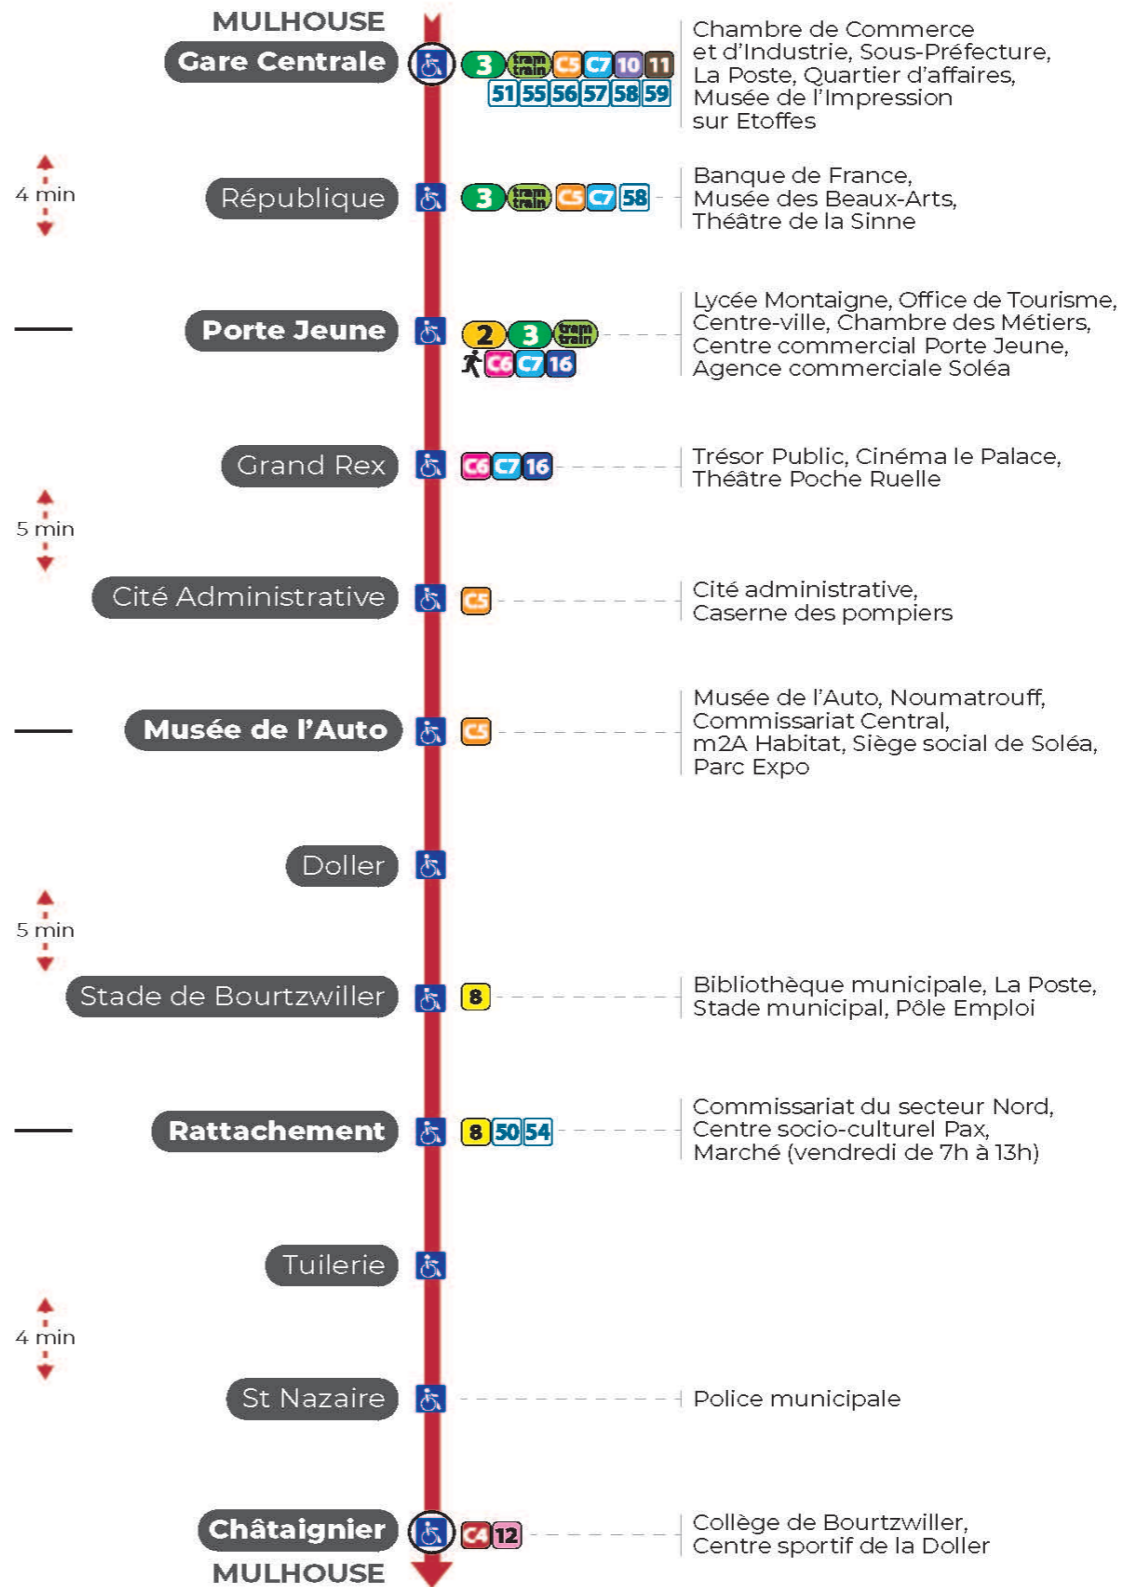 MULHOUSE
Gare Centrale
3 tram train C5 C7 10 11
51 55 56 57 58 59
Chambre de Commerce
et d'Industrie, Sous-Préfecture,
La Poste, Quartier d'affaires,
Musée de l'Impression
sur Etoffes
4 min
République
3 tram train C5 C7 58
Banque de France,
Musée des Beaux-Arts,
Théâtre de la Sinne
Porte Jeune
2 3 tram train
C6 C7 16
Lycée Montaigne, Office de Tourisme,
Centre-ville, Chambre des Métiers,
Centre commercial Porte Jeune,
Agence commerciale Soléa
Grand Rex
C6 C7 16
Trésor Public, Cinéma le Palace,
Théâtre Poche Ruelle
5 min
Cité Administrative
C5
Cité administrative,
Caserne des pompiers
Musée de l'Auto
C5
Musée de l'Auto, Noumatrouff,
Commissariat Central,
m2A Habitat, Siège social de Soléa,
Parc Expo
Doller
5 min
Stade de Bourtzwiller
8
Bibliothèque municipale, La Poste,
Stade municipal, Pôle Emploi
Rattachement
8 50 54
Commissariat du secteur Nord,
Centre socio-culturel Pax,
Marché (vendredi de 7h à 13h)
Tuilerie
4 min
St Nazaire
Police municipale
Châtaignier
C4 12
Collège de Bourtzwiller,
Centre sportif de la Doller
MULHOUSE